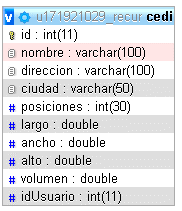 v u171921029_recur cedi
id : int(11)
nombre : varchar(100)
direccion : varchar(100)
ciudad : varchar(50)
posiciones : int(30)
largo : double
ancho : double
alto : double
volumen : double
idUsuario : int(11)